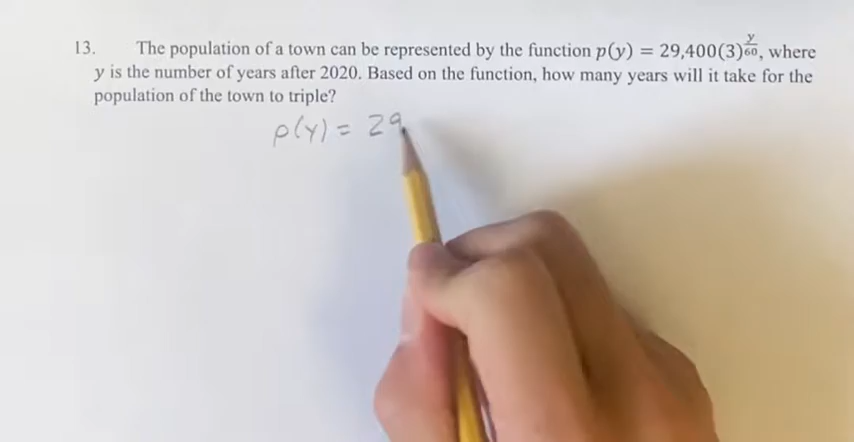 13. The population of a town can be represented by the function p(y) = 29,400(3)^(y/60), where
y is the number of years after 2020. Based on the function, how many years will it take for the
population of the town to triple?
p(y) = 29